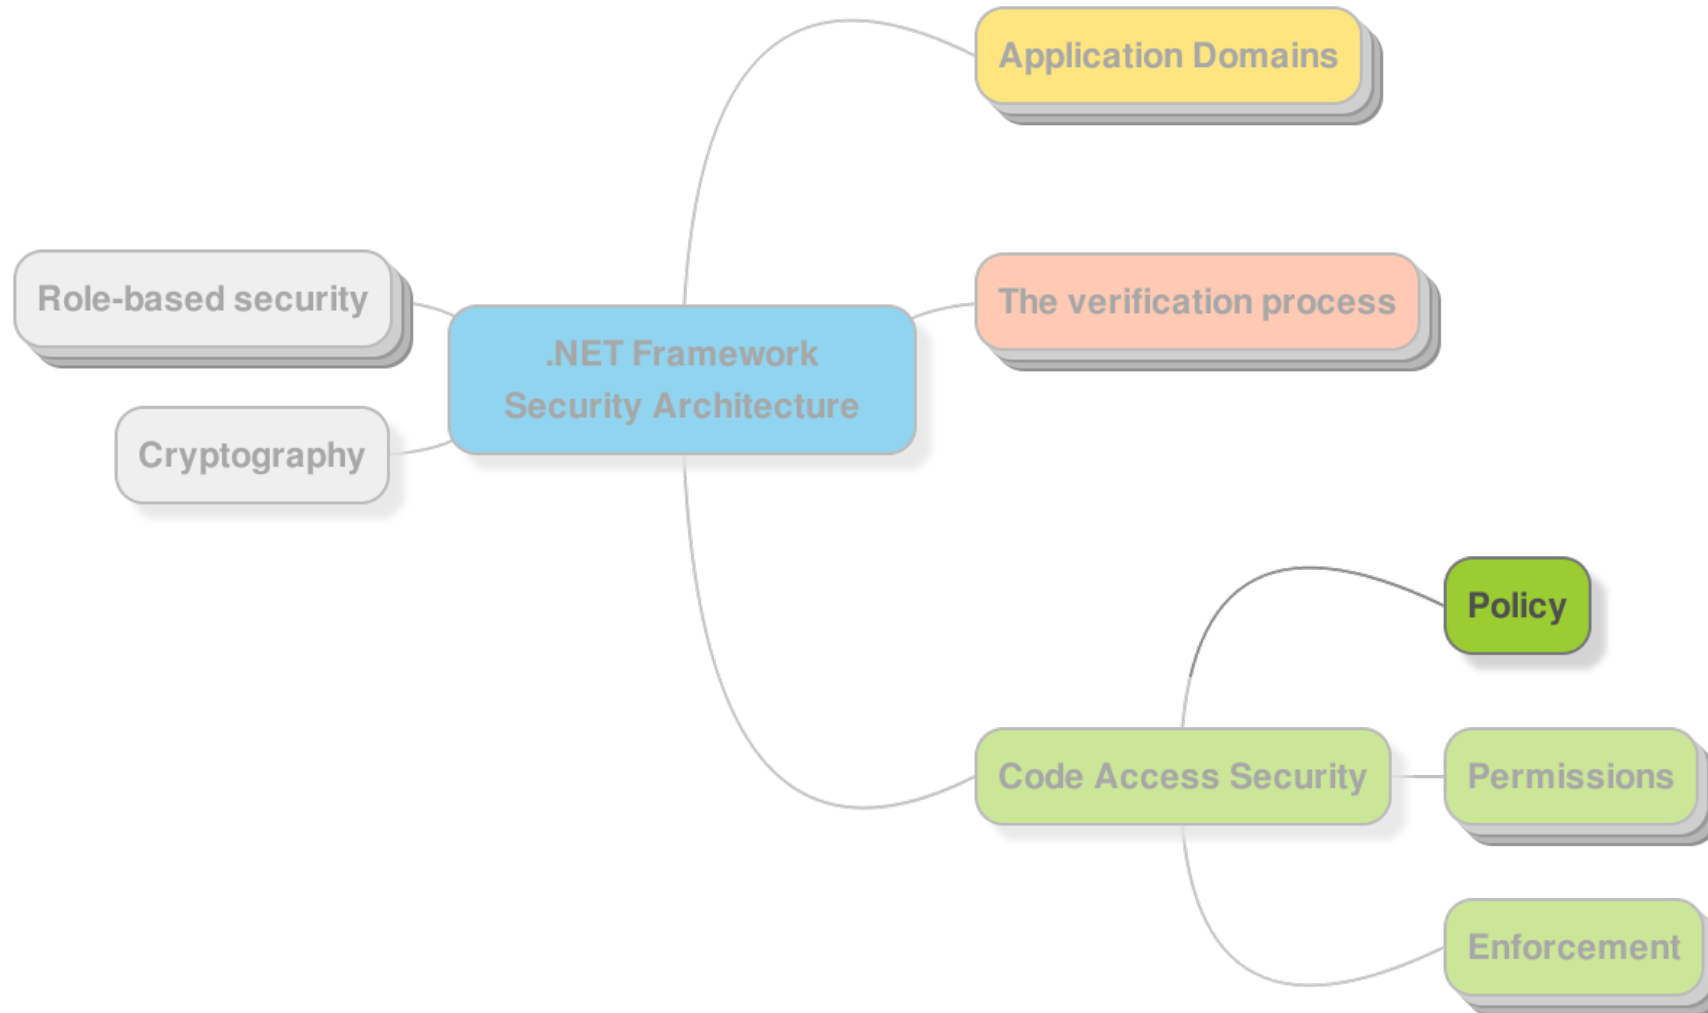 Application Domains
Role-based security
The verification process
.NET Framework
Security Architecture
Cryptography
Policy
Code Access Security
Permissions
Enforcement